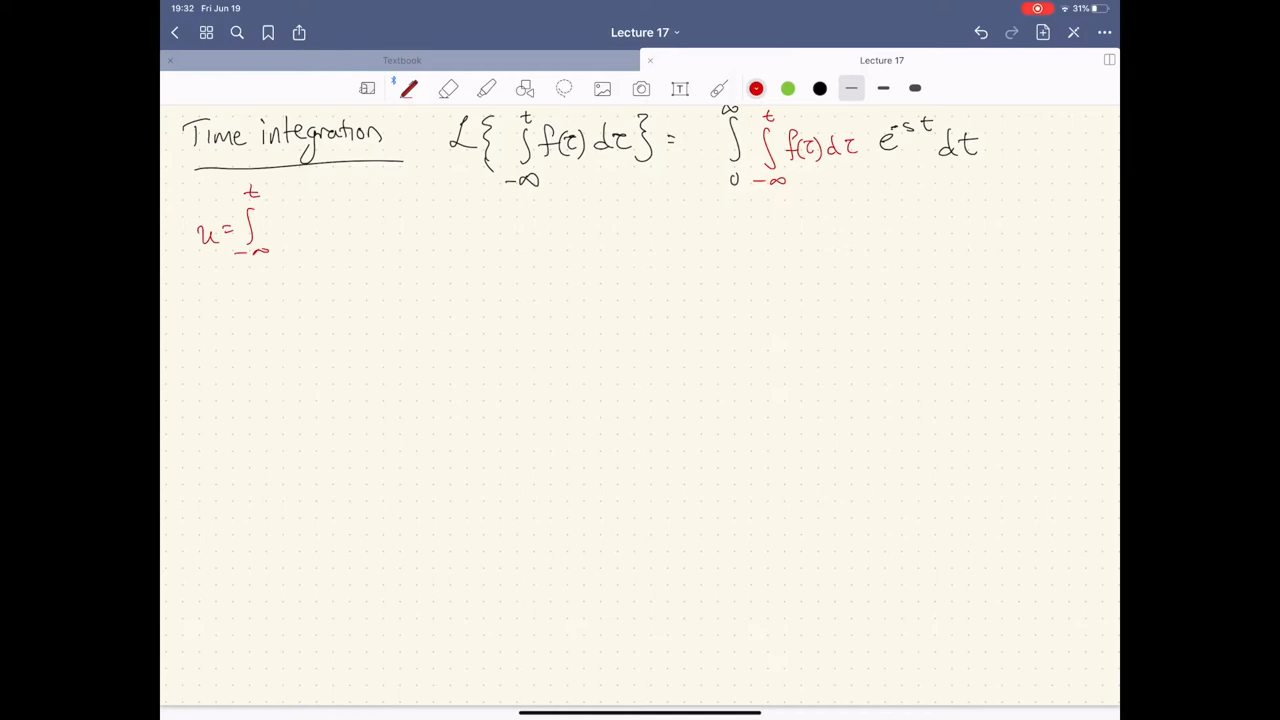 19:32 Fri Jun 19
31%
Lecture 17
Textbook
Lecture 17
Time integration ℒ{ ∫_{-∞}^{t} f(τ) dτ } = ∫_{0}^{∞} ∫_{-∞}^{t} f(τ) dτ e^{-st} dt
u = ∫_{-∞}^{t}